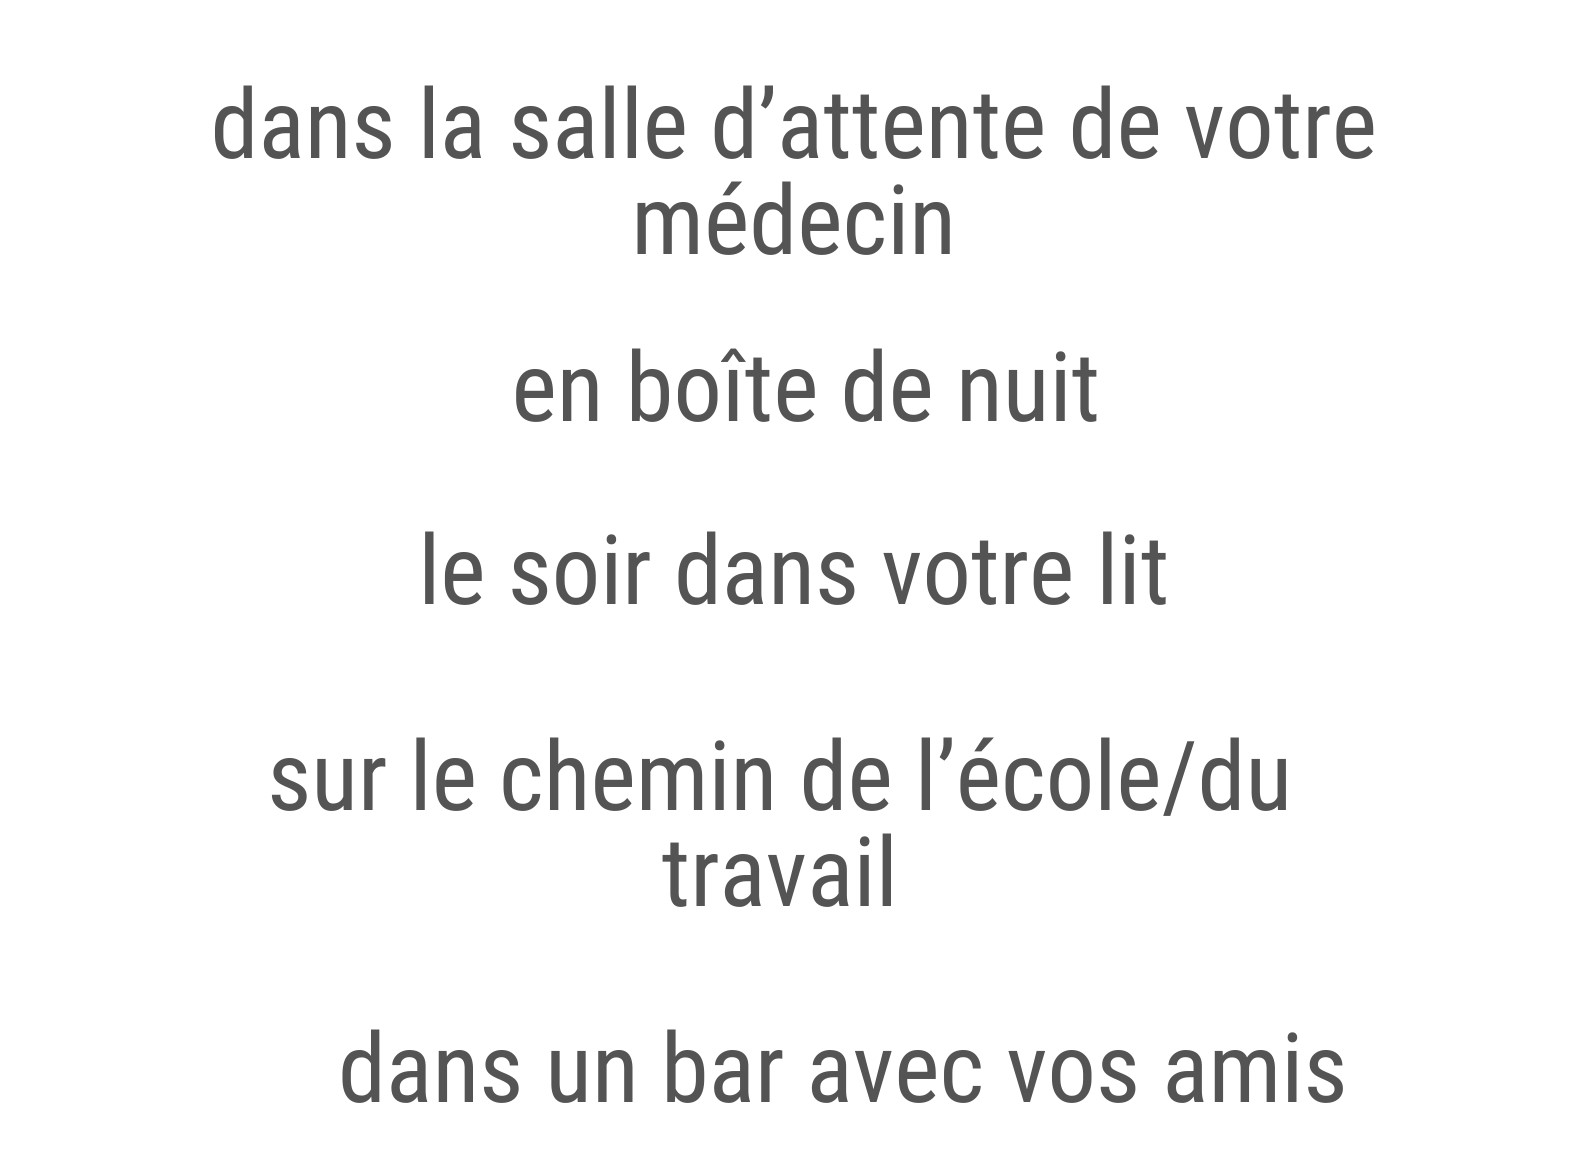 dans la salle d’attente de votre
médecin
en boîte de nuit
le soir dans votre lit
sur le chemin de l’école/du
travail
dans un bar avec vos amis